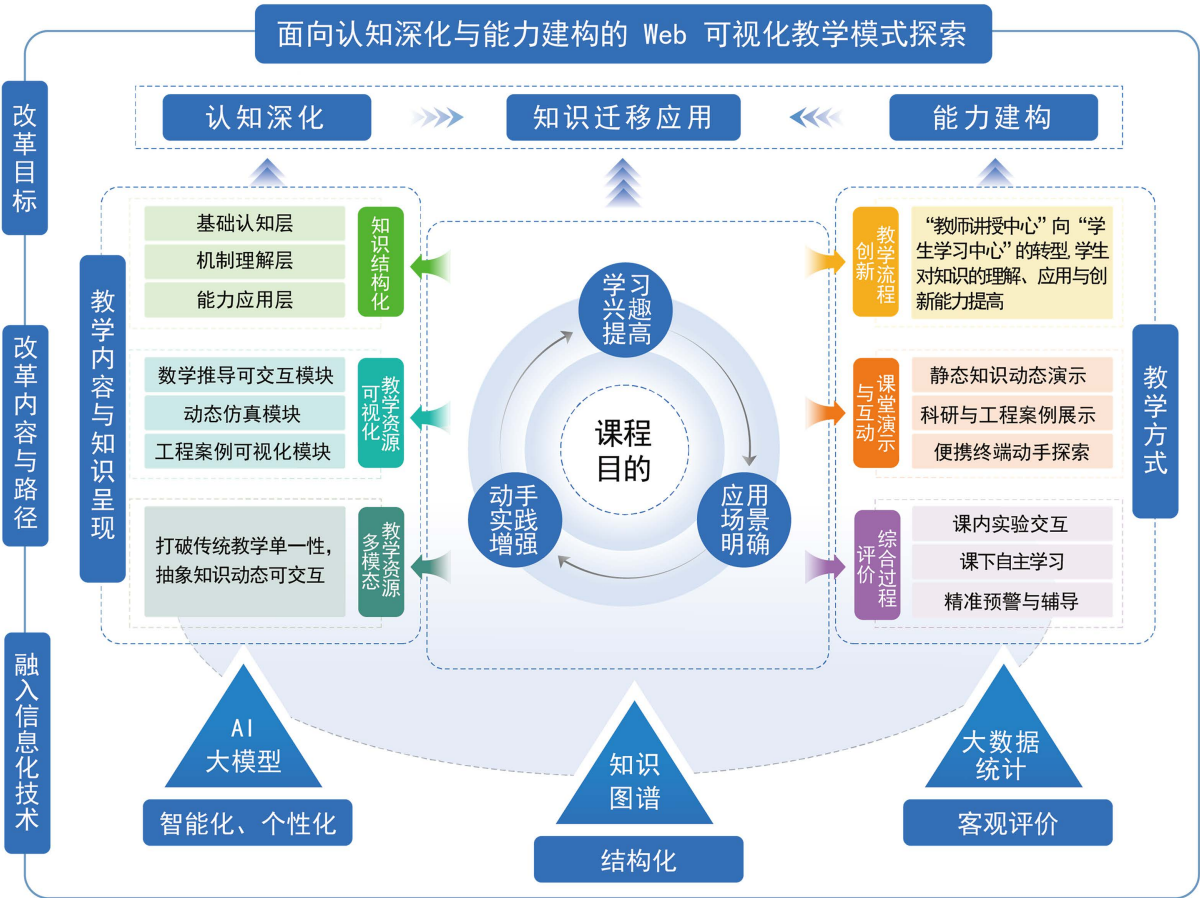 面向认知深化与能力建构的 Web 可视化教学模式探索
改革目标
认知深化
知识迁移应用
能力建构
改革内容与路径
教学内容与知识呈现
基础认知层
机制理解层
能力应用层
知识结构化
数学推导可交互模块
动态仿真模块
工程案例可视化模块
教学资源
可视化
打破传统教学单一性,
抽象知识动态可交互
教学资源
多模态
学习
兴趣
提高
课程
目的
动手
实践
增强
应用
场景
明确
教学流程
创新
“教师讲授中心”向“学
生学习中心”的转型,学生
对知识的理解、应用与创
新能力提高
课堂演示
与互动
静态知识动态演示
科研与工程案例展示
便携终端动手探索
综合过程
评价
课内实验交互
课下自主学习
精准预警与辅导
教学方式
融入信息化技术
AI
大模型
智能化、个性化
知识
图谱
结构化
大数据
统计
客观评价